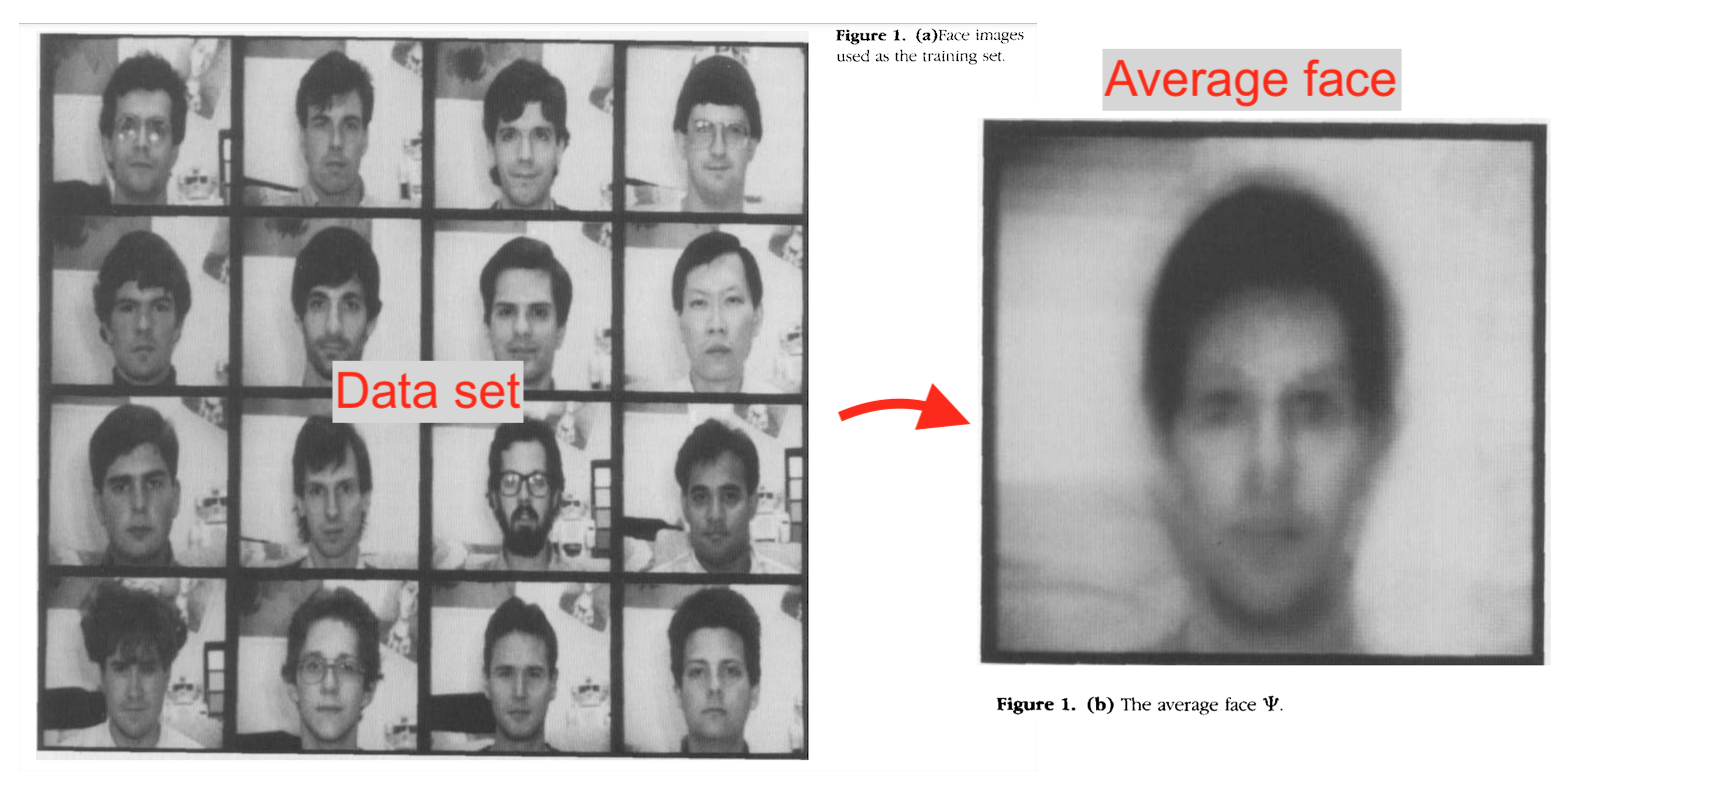 Figure 1. (a)Face images
used as the training set.
Average face
Data set
Figure 1. (b) The average face Ψ.